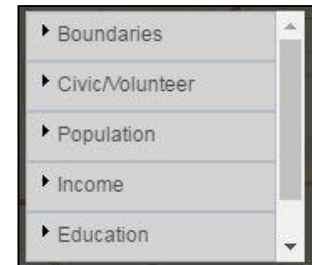 Boundaries
Civic/Volunteer
Population
Income
Education